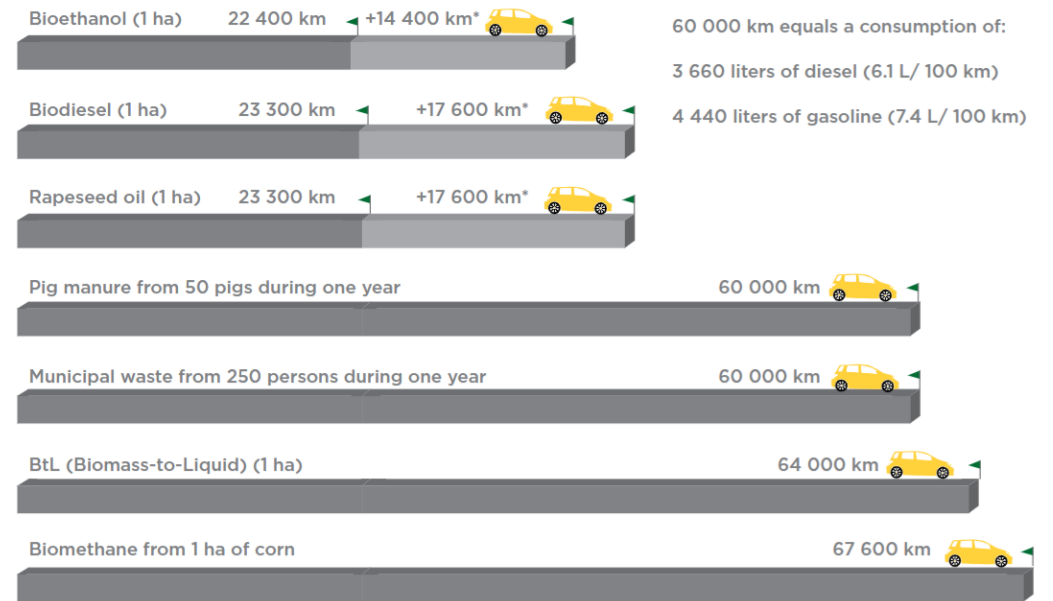 Bioethanol (1 ha) 22 400 km +14 400 km*
60 000 km equals a consumption of:
3 660 liters of diesel (6.1 L/ 100 km)
Biodiesel (1 ha) 23 300 km +17 600 km*
4 440 liters of gasoline (7.4 L/ 100 km)
Rapeseed oil (1 ha) 23 300 km +17 600 km*
Pig manure from 50 pigs during one year 60 000 km
Municipal waste from 250 persons during one year 60 000 km
BtL (Biomass-to-Liquid) (1 ha) 64 000 km
Biomethane from 1 ha of corn 67 600 km